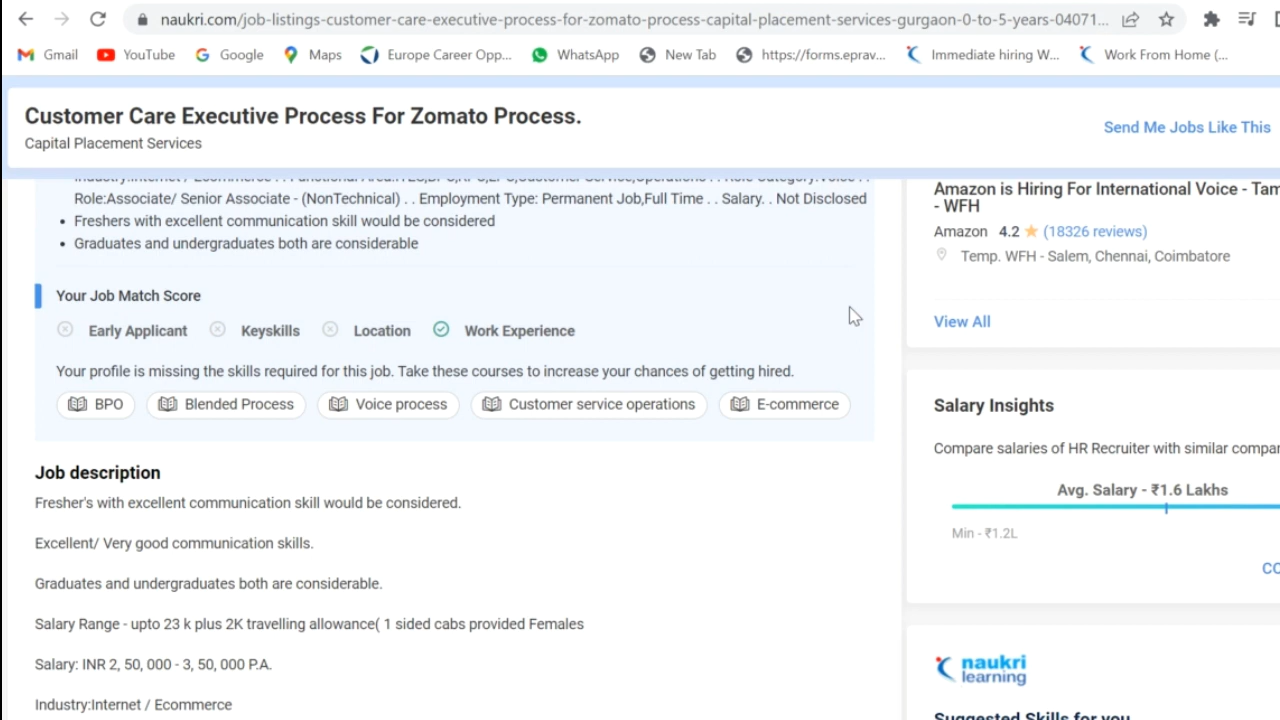 naukri.com/job-listings-customer-care-executive-process-for-zomato-process-capital-placement-services-gurgaon-0-to-5-years-04071...
Gmail YouTube Google Maps Europe Career Opp... WhatsApp New Tab https://forms.eprav... Immediate hiring W... Work From Home (...
Customer Care Executive Process For Zomato Process.
Capital Placement Services
Send Me Jobs Like This
Role:Associate/ Senior Associate - (NonTechnical) . . Employment Type: Permanent Job,Full Time . . Salary. . Not Disclosed
• Freshers with excellent communication skill would be considered
• Graduates and undergraduates both are considerable
Your Job Match Score
Early Applicant Keyskills Location Work Experience
Your profile is missing the skills required for this job. Take these courses to increase your chances of getting hired.
BPO Blended Process Voice process Customer service operations E-commerce
Job description
Fresher's with excellent communication skill would be considered.
Excellent/ Very good communication skills.
Graduates and undergraduates both are considerable.
Salary Range - upto 23 k plus 2K travelling allowance( 1 sided cabs provided Females
Salary: INR 2, 50, 000 - 3, 50, 000 P.A.
Industry:Internet / Ecommerce
Amazon is Hiring For International Voice - Tam
- WFH
Amazon 4.2 (18326 reviews)
Temp. WFH - Salem, Chennai, Coimbatore
View All
Salary Insights
Compare salaries of HR Recruiter with similar compan
Avg. Salary - ₹1.6 Lakhs
Min - ₹1.2L
CO
naukri
learning
Suggested Skills for you